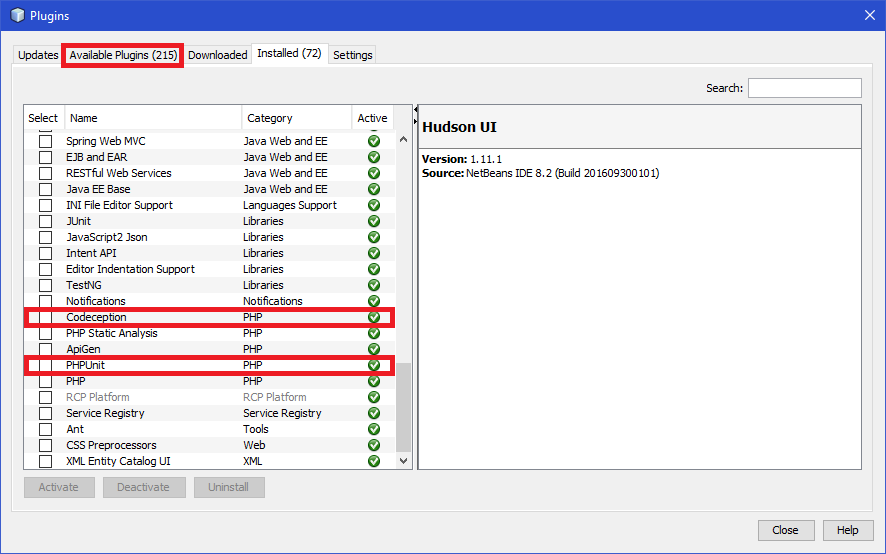 Plugins
Updates Available Plugins (215) Downloaded Installed (72) Settings
Search:
Select Name Category Active
Spring Web MVC Java Web and EE
EJB and EAR Java Web and EE
RESTful Web Services Java Web and EE
Java EE Base Java Web and EE
INI File Editor Support Languages Support
JUnit Libraries
JavaScript2 Json Libraries
Intent API Libraries
Editor Indentation Support Libraries
TestNG Libraries
Notifications Notifications
Codeception PHP
PHP Static Analysis PHP
ApiGen PHP
PHPUnit PHP
PHP PHP
RCP Platform RCP Platform
Service Registry Service Registry
Ant Tools
CSS Preprocessors Web
XML Entity Catalog UI XML
Hudson UI
Version: 1.11.1
Source: NetBeans IDE 8.2 (Build 201609300101)
Activate Deactivate Uninstall
Close Help